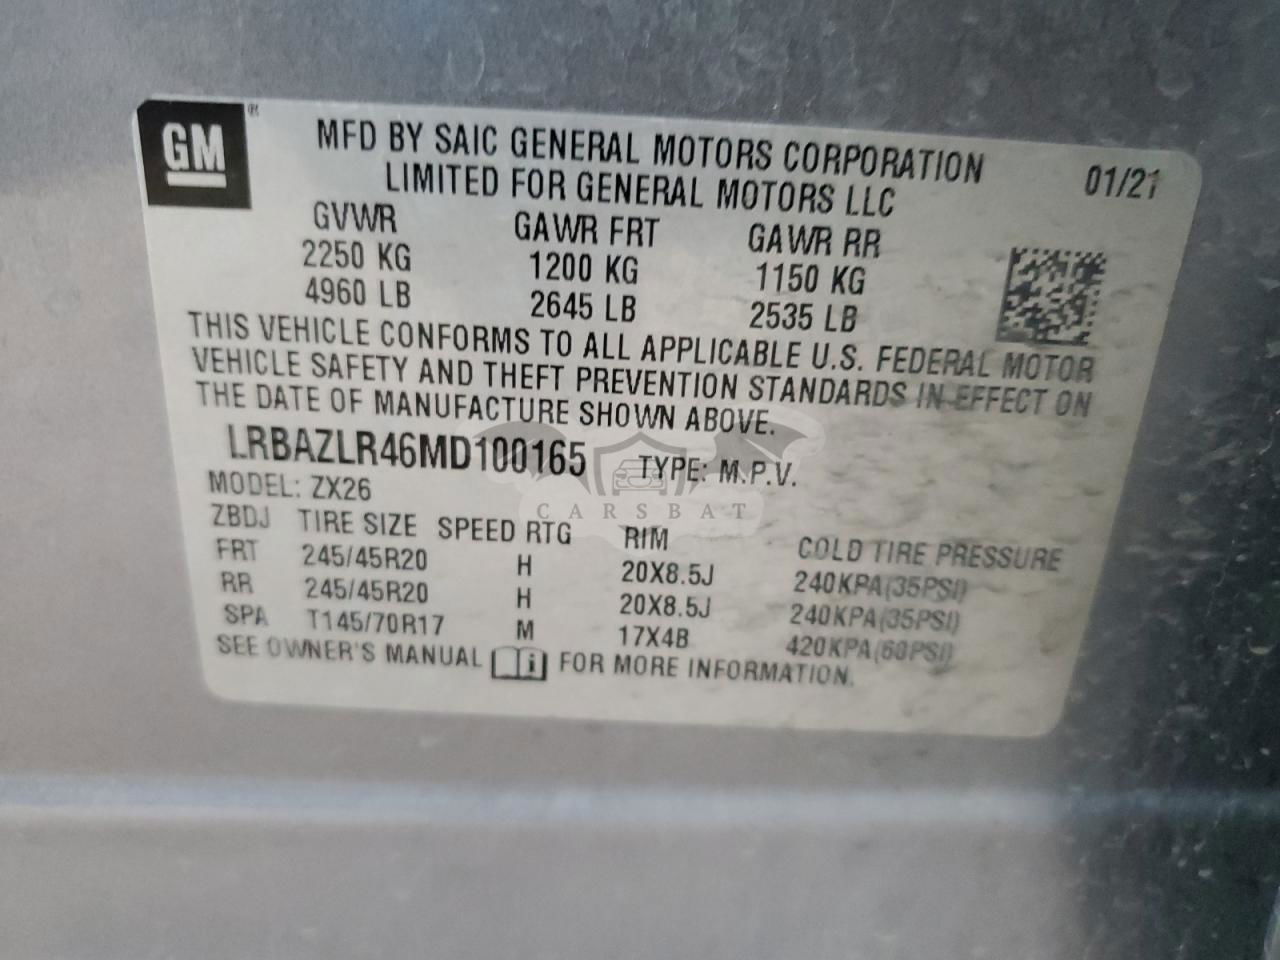 GM ®
MFD BY SAIC GENERAL MOTORS CORPORATION 01/21
LIMITED FOR GENERAL MOTORS LLC
GVWR GAWR FRT GAWR RR
2250 KG 1200 KG 1150 KG
4960 LB 2645 LB 2535 LB
THIS VEHICLE CONFORMS TO ALL APPLICABLE U.S. FEDERAL MOTOR
VEHICLE SAFETY AND THEFT PREVENTION STANDARDS IN EFFECT ON
THE DATE OF MANUFACTURE SHOWN ABOVE.
LRBAZLR46MD100165 TYPE: M.P.V.
MODEL: ZX26
CARSBAT
ZBDJ TIRE SIZE SPEED RTG RIM COLD TIRE PRESSURE
FRT 245/45R20 H 20X8.5J 240KPA(35PSI)
RR 245/45R20 H 20X8.5J 240KPA(35PSI)
SPA T145/70R17 M 17X4B 420KPA(60PSI)
SEE OWNER'S MANUAL i FOR MORE INFORMATION.